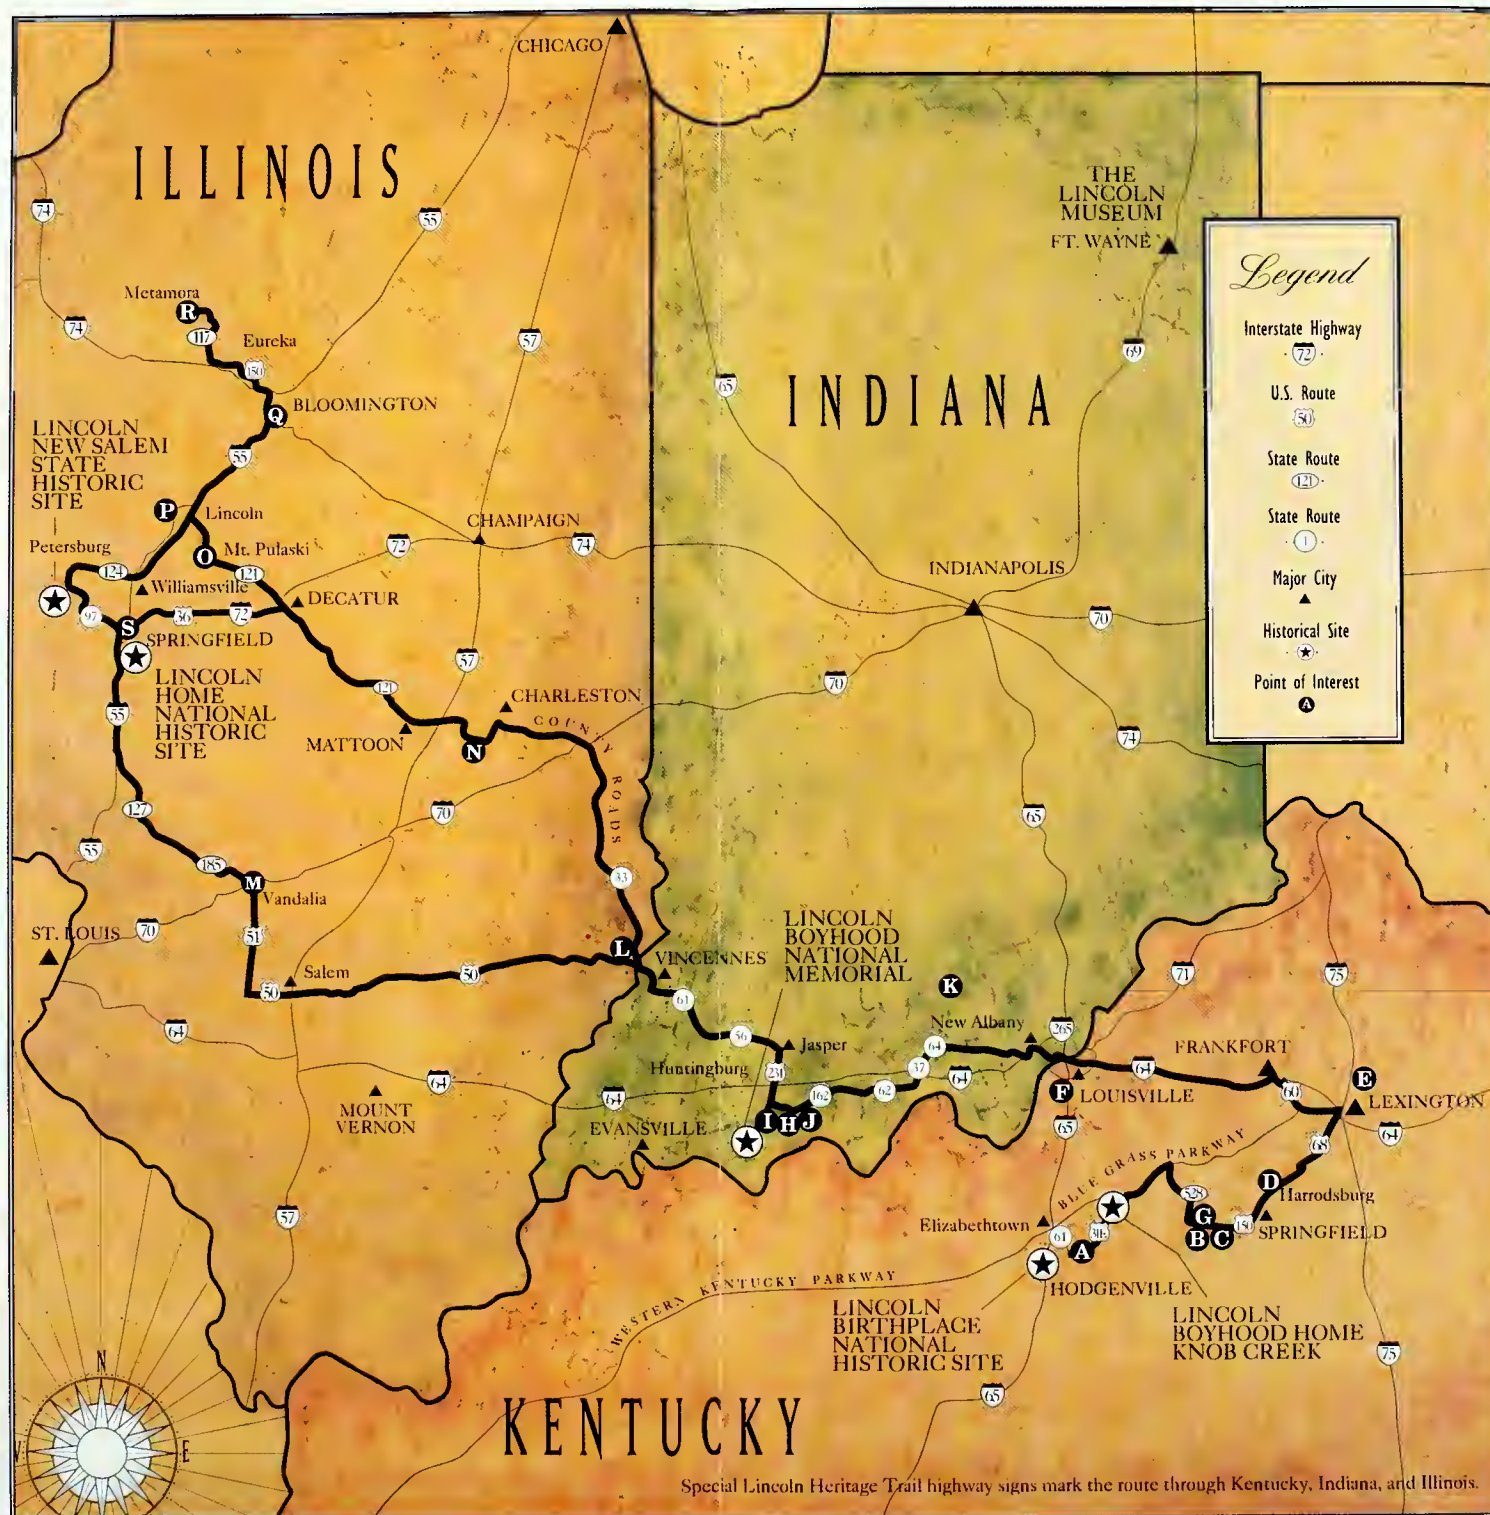 CHICAGO
ILLINOIS
THE
LINCOLN
MUSEUM
FT. WAYNE
74
55
Legend
Interstate Highway
72
U.S. Route
50
State Route
121
State Route
1
Major City
Historical Site
Point of Interest
A
Metamora
R
117
Eureka
74
150
57
69
65
INDIANA
Q
BLOOMINGTON
LINCOLN
NEW SALEM
STATE
HISTORIC
SITE
55
P
Lincoln
CHAMPAIGN
Petersburg
O
Mt. Pulaski
72
74
124
121
Williamsville
DECATUR
INDIANAPOLIS
97
36
72
70
S
SPRINGFIELD
LINCOLN
HOME
NATIONAL
HISTORIC
SITE
57
70
121
CHARLESTON
55
COUNTY ROADS
MATTOON
N
74
127
70
65
55
185
33
M
Vandalia
LINCOLN
BOYHOOD
NATIONAL
MEMORIAL
ST. LOUIS
70
51
L
VINCENNES
Salem
50
50
71
75
K
61
64
56
Jasper
New Albany
265
64
FRANKFORT
Huntingburg
231
37
64
64
64
MOUNT
VERNON
64
162
62
60
E
F
LOUISVILLE
LEXINGTON
EVANSVILLE
I
H
J
65
64
68
BLUE GRASS PARKWAY
D
Harrodsburg
528
57
Elizabethtown
G
150
SPRINGFIELD
61
31E
A
B
C
HODGENVILLE
WESTERN KENTUCKY PARKWAY
LINCOLN
BIRTHPLACE
NATIONAL
HISTORIC SITE
LINCOLN
BOYHOOD HOME
KNOB CREEK
75
65
N
E
KENTUCKY
Special Lincoln Heritage Trail highway signs mark the route through Kentucky, Indiana, and Illinois.